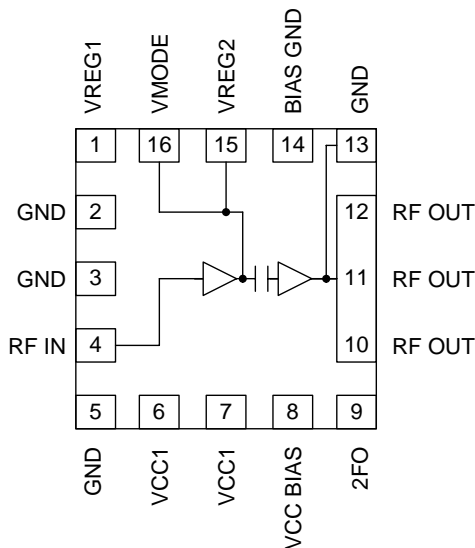 VREG1
VMODE
VREG2
BIAS GND
GND
1
16
15
14
13
GND
2
12
RF OUT
GND
3
11
RF OUT
RF IN
4
10
RF OUT
5
6
7
8
9
GND
VCC1
VCC1
VCC BIAS
2FO